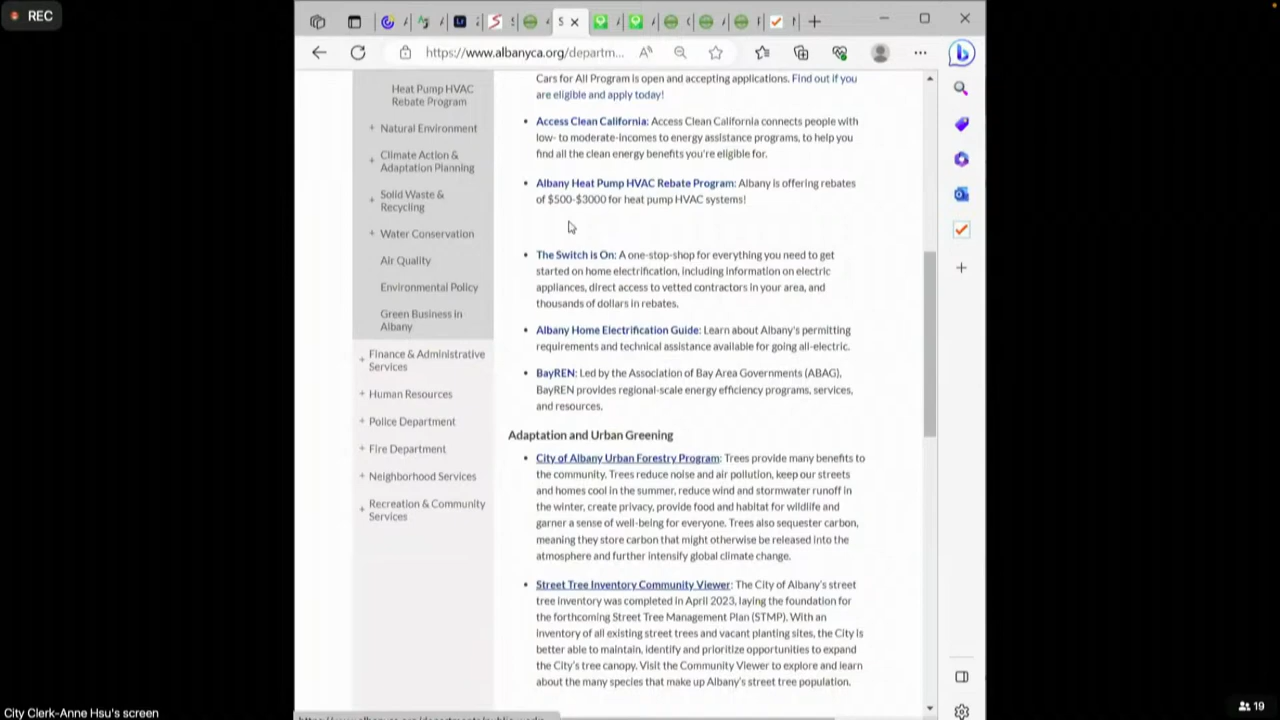 REC
https://www.albanyca.org/departm...
Heat Pump HVAC
Rebate Program
+ Natural Environment
+ Climate Action &
Adaptation Planning
+ Solid Waste &
Recycling
+ Water Conservation
Air Quality
Environmental Policy
Green Business in
Albany
+ Finance & Administrative
Services
+ Human Resources
+ Police Department
+ Fire Department
+ Neighborhood Services
+ Recreation & Community
Services
Cars for All Program is open and accepting applications. Find out if you
are eligible and apply today!
• Access Clean California: Access Clean California connects people with
low- to moderate-incomes to energy assistance programs, to help you
find all the clean energy benefits you're eligible for.
• Albany Heat Pump HVAC Rebate Program: Albany is offering rebates
of $500-$3000 for heat pump HVAC systems!
• The Switch is On: A one-stop-shop for everything you need to get
started on home electrification, including information on electric
appliances, direct access to vetted contractors in your area, and
thousands of dollars in rebates.
• Albany Home Electrification Guide: Learn about Albany's permitting
requirements and technical assistance available for going all-electric.
• BayREN: Led by the Association of Bay Area Governments (ABAG),
BayREN provides regional-scale energy efficiency programs, services,
and resources.
Adaptation and Urban Greening
• City of Albany Urban Forestry Program: Trees provide many benefits to
the community. Trees reduce noise and air pollution, keep our streets
and homes cool in the summer, reduce wind and stormwater runoff in
the winter, create privacy, provide food and habitat for wildlife and
garner a sense of well-being for everyone. Trees also sequester carbon,
meaning they store carbon that might otherwise be released into the
atmosphere and further intensify global climate change.
• Street Tree Inventory Community Viewer: The City of Albany's street
tree inventory was completed in April 2023, laying the foundation for
the forthcoming Street Tree Management Plan (STMP). With an
inventory of all existing street trees and vacant planting sites, the City is
better able to maintain, identify and prioritize opportunities to expand
the City's tree canopy. Visit the Community Viewer to explore and learn
about the many species that make up Albany's street tree population.
City Clerk-Anne Hsu's screen
19